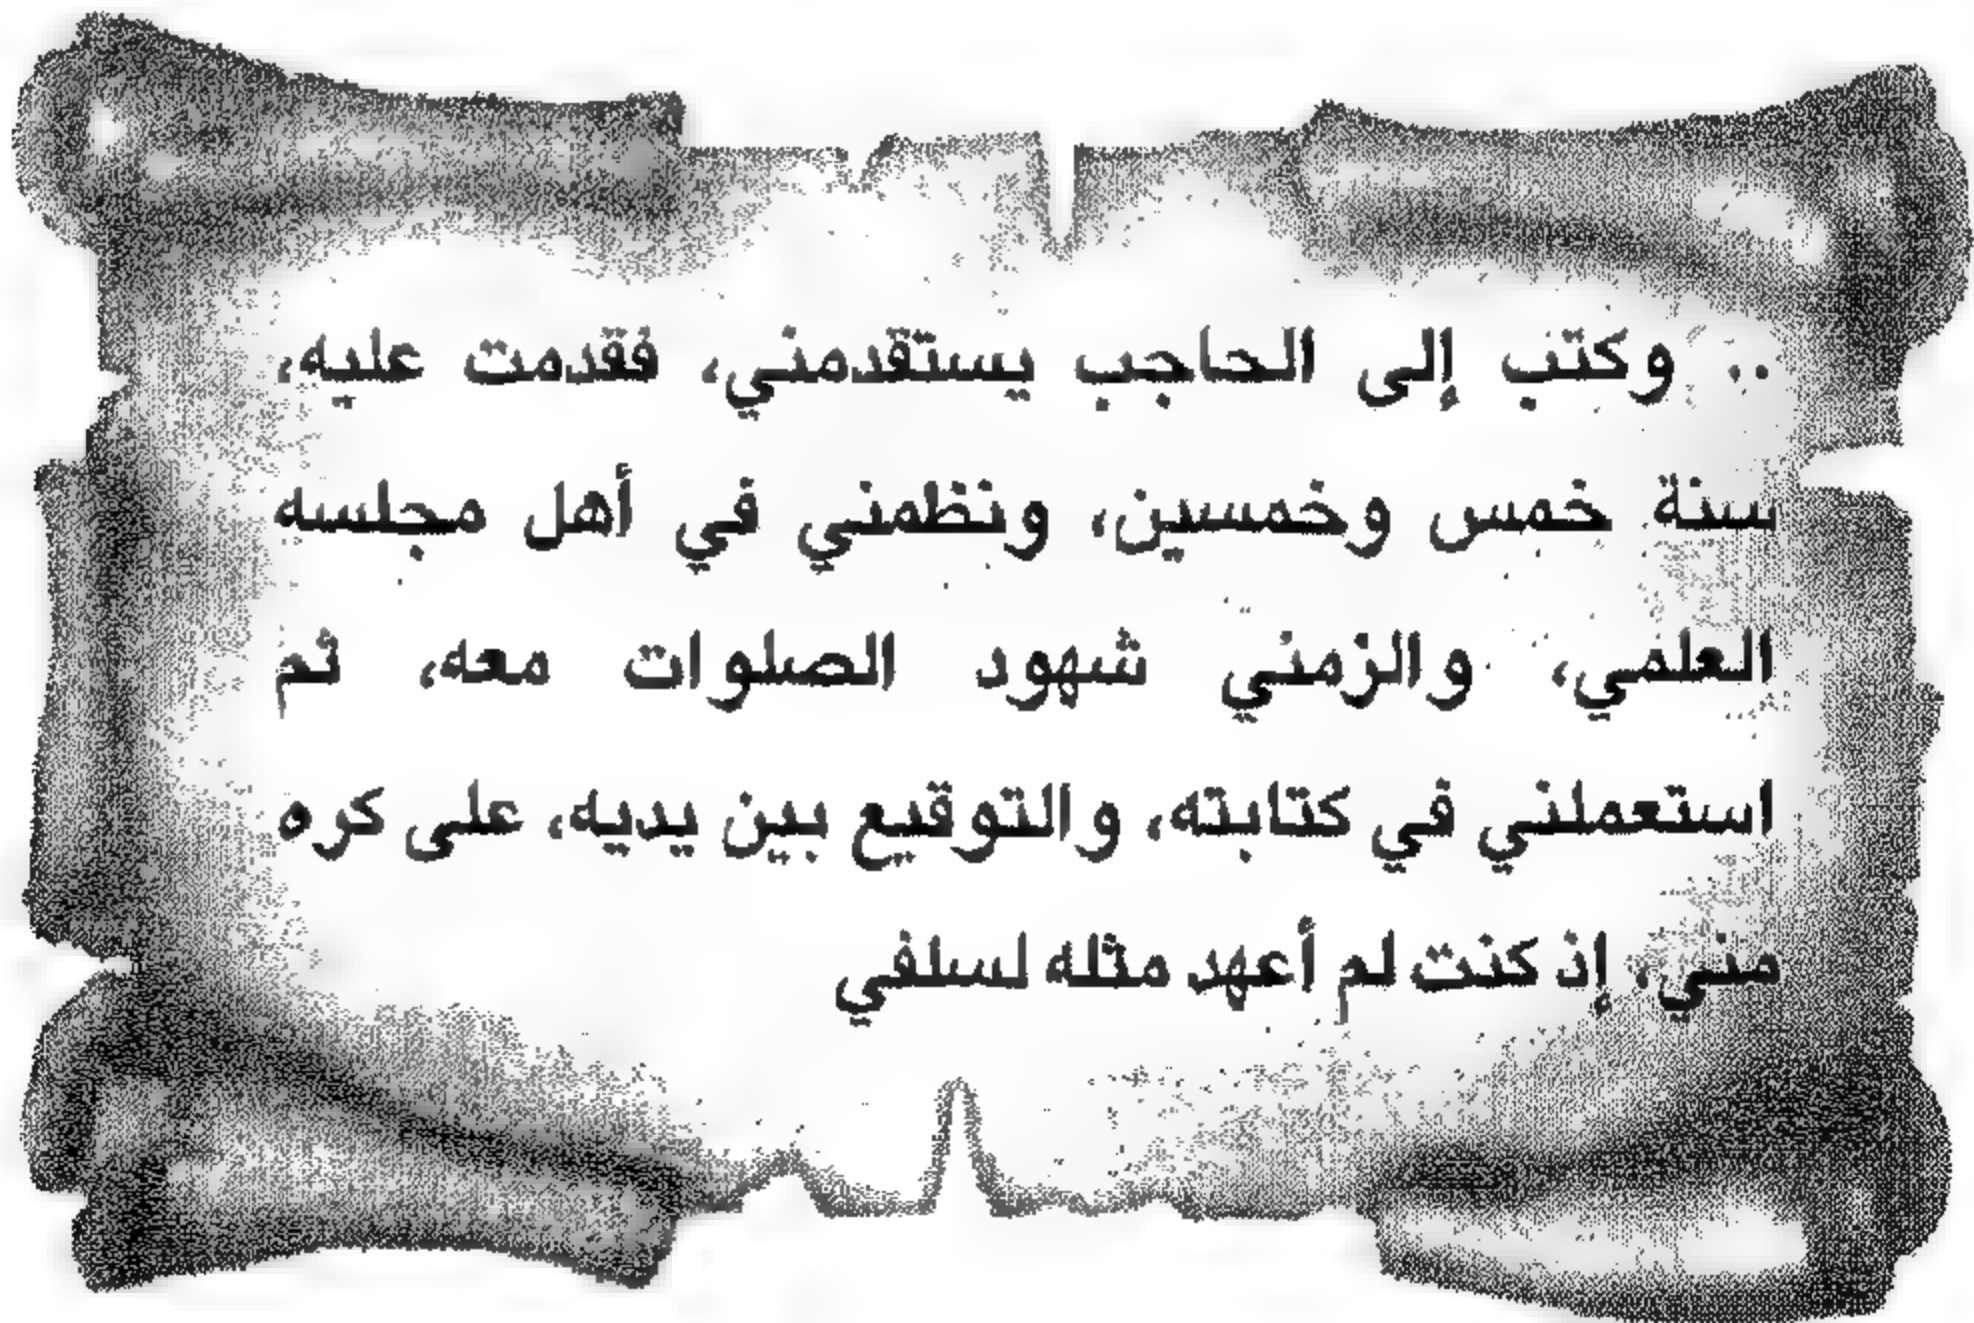 .. وكتب إلى الحاجب يستقدمني، فقدمت عليه،
سنة خمس وخمسين، ونظمني في أهل مجلسه
العلمي، والزمني شهود الصلوات معه، ثم
استعملني في كتابته، والتوقيع بين يديه، على كره
مني، إذ كنت لم أعهد مثله لسلفي